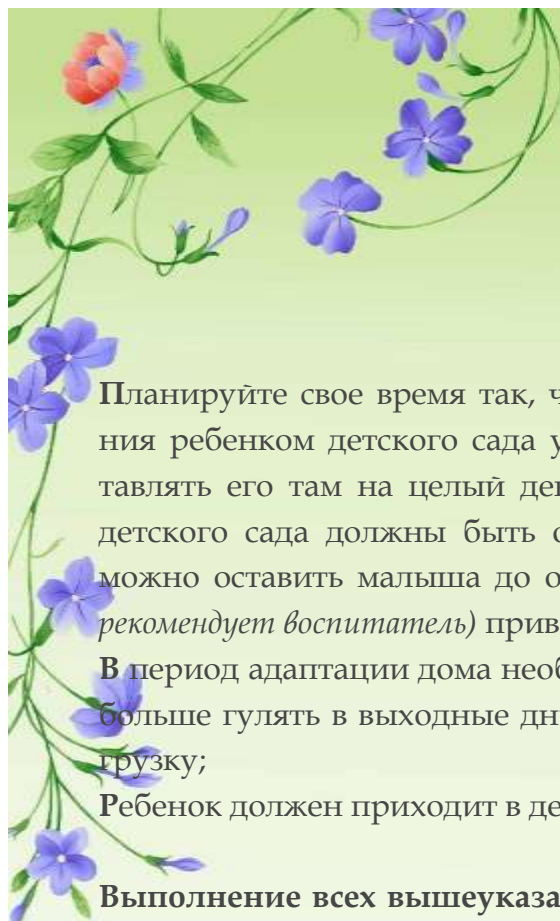 Планируйте свое время так, ч
ния ребенком детского сада у
тавлять его там на целый де
детского сада должны быть
можно оставить малыша до о
рекомендует воспитатель) прив
В период адаптации дома необ
больше гулять в выходные дн
грузку;
Ребенок должен приходит в де
Выполнение всех вышеуказа